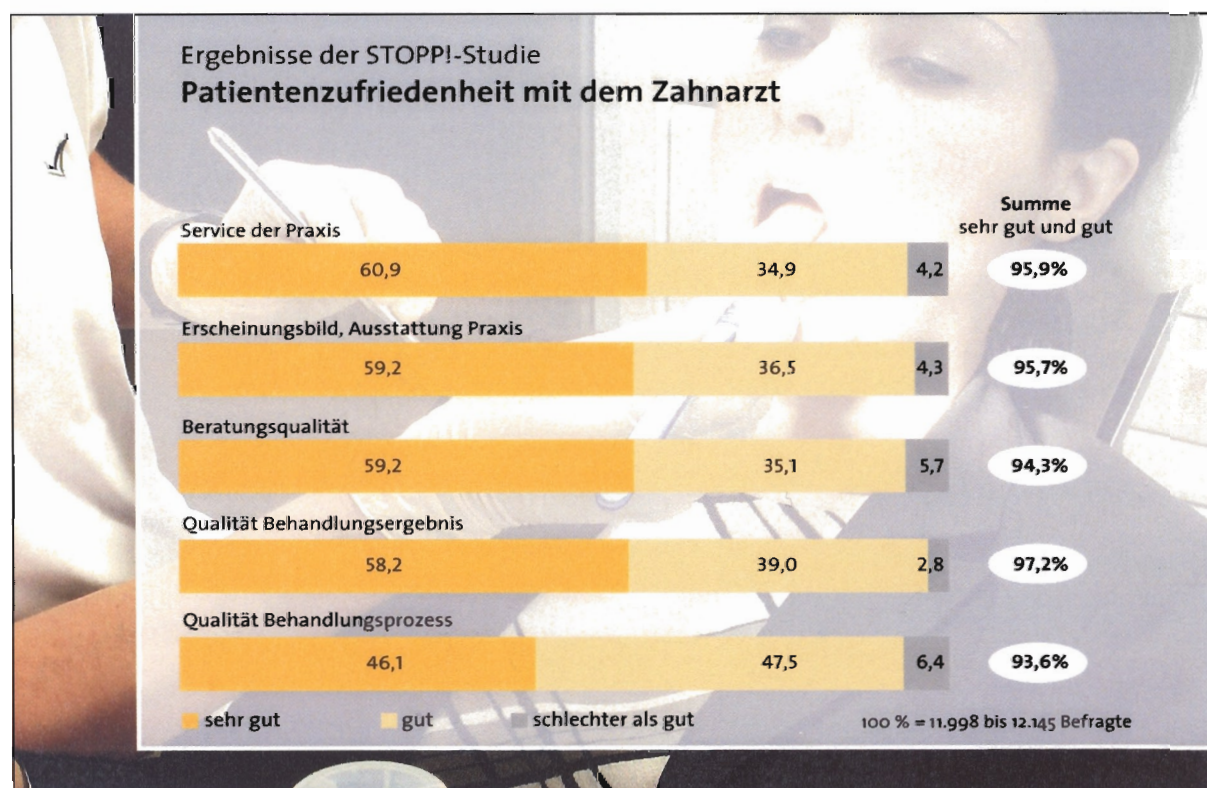 Ergebnisse der STOPP!-Studie
Patientenzufriedenheit mit dem Zahnarzt
Summe
sehr gut und gut
Service der Praxis
60,9 34,9 4,2 95,9%
Erscheinungsbild, Ausstattung Praxis
59,2 36,5 4,3 95,7%
Beratungsqualität
59,2 35,1 5,7 94,3%
Qualität Behandlungsergebnis
58,2 39,0 2,8 97,2%
Qualität Behandlungsprozess
46,1 47,5 6,4 93,6%
sehr gut gut schlechter als gut 100 % = 11.998 bis 12.145 Befragte